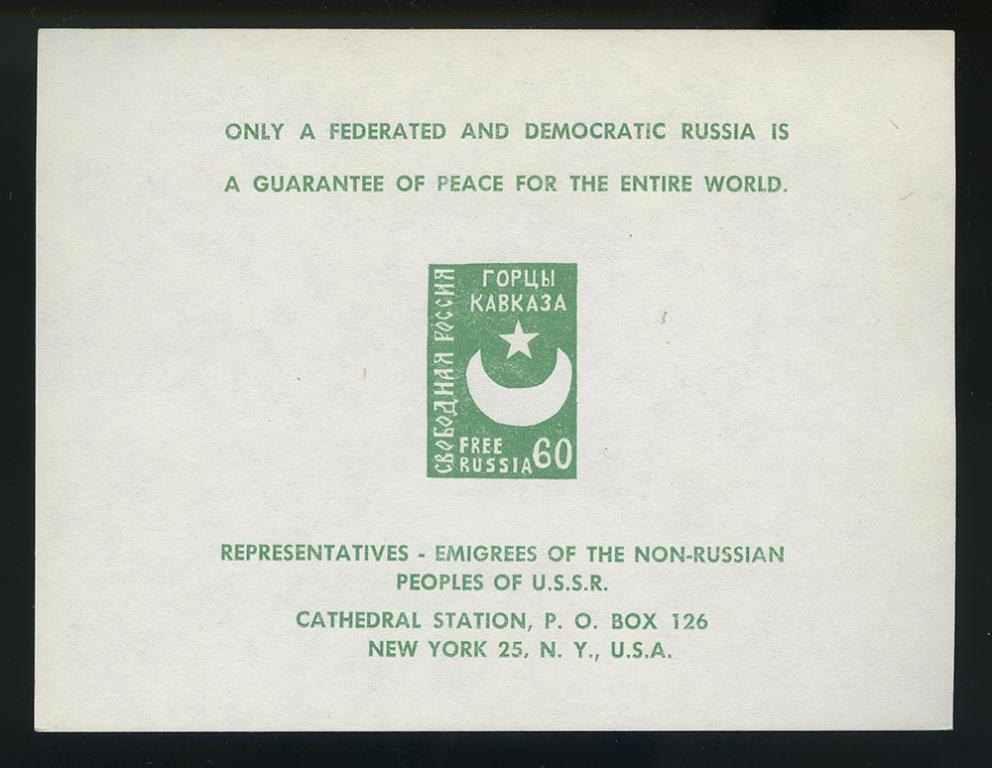 ONLY A FEDERATED AND DEMOCRATIC RUSSIA IS
A GUARANTEE OF PEACE FOR THE ENTIRE WORLD.
СВОБОДНАЯ РОССИЯ
ГОРЦЫ
КАВКАЗА
FREE
RUSSIA 60
REPRESENTATIVES - EMIGREES OF THE NON-RUSSIAN
PEOPLES OF U.S.S.R.
CATHEDRAL STATION, P. O. BOX 126
NEW YORK 25, N. Y., U.S.A.